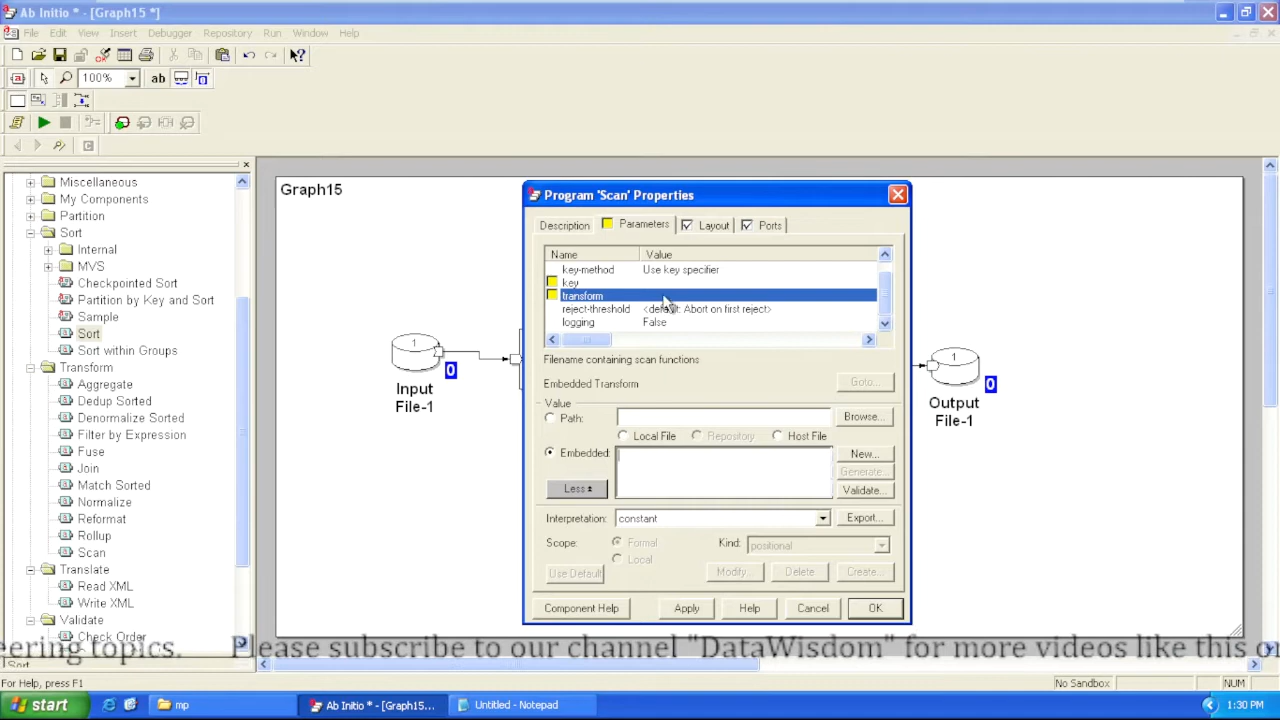 Ab Initio * - [Graph15 *]
File Edit View Insert Debugger Repository Run Window Help
100% ab
Miscellaneous
My Components
Partition
Sort
Internal
MVS
Checkpointed Sort
Partition by Key and Sort
Sample
Sort
Sort within Groups
Transform
Aggregate
Dedup Sorted
Denormalize Sorted
Filter by Expression
Fuse
Join
Match Sorted
Normalize
Reformat
Rollup
Scan
Translate
Read XML
Write XML
Validate
Check Order
Graph15
1
0
Input
File-1
1
0
Output
File-1
Program 'Scan' Properties
Description Parameters Layout Ports
Name Value
key-method Use key specifier
key
transform
reject-threshold <default: Abort on first reject>
logging False
Filename containing scan functions
Embedded Transform Goto...
Value
Path: Browse...
Local File Repository Host File
Embedded: New...
Generate...
Less Validate...
Interpretation: constant Export...
Scope: Formal Kind: positional
Local
Use Default Modify... Delete Create...
Component Help Apply Help Cancel OK
eering topics. Please subscribe to our channel "DataWisdom" for more videos like this o
For Help, press F1 No Sandbox NUM
start mp Ab Initio * - [Graph15... Untitled - Notepad 1:30 PM